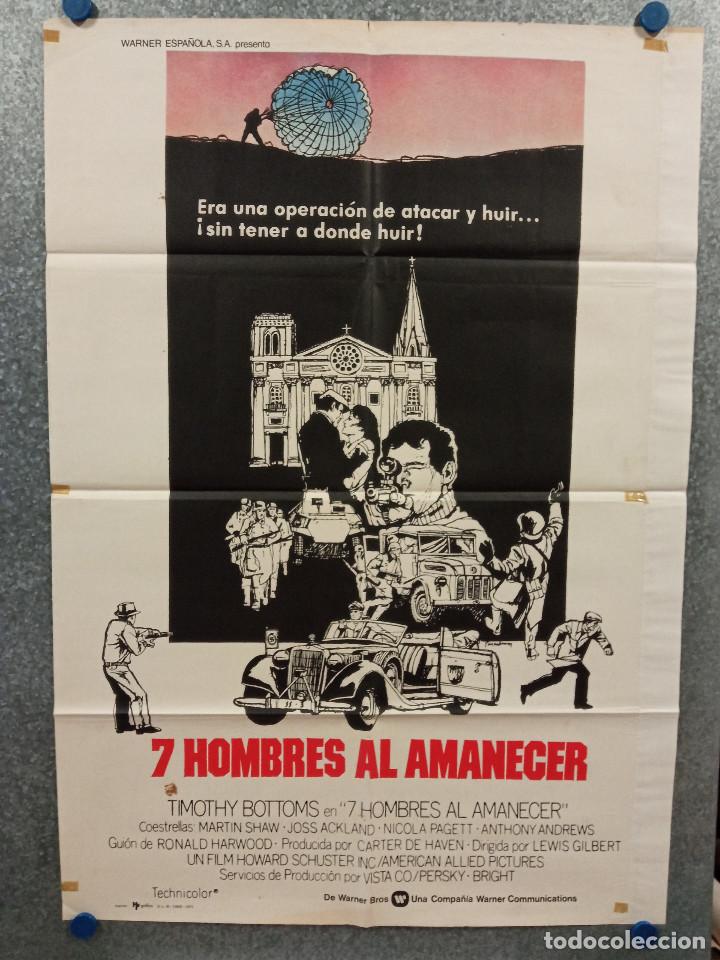 WARNER ESPAÑOLA, S.A. presenta
Era una operación de atacar y huir...
¡sin tener a donde huir!
7 HOMBRES AL AMANECER
TIMOTHY BOTTOMS en "7 HOMBRES AL AMANECER"
Coestrellas: MARTIN SHAW · JOSS ACKLAND · NICOLA PAGETT · ANTHONY ANDREWS
Guión de RONALD HARWOOD · Producida por CARTER DE HAVEN · Dirigida por LEWIS GILBERT
UN FILM HOWARD SCHUSTER INC/AMERICAN ALLIED PICTURES
Servicios de Producción por VISTA CO/PERSKY - BRIGHT
Technicolor®
De Warner Bros Una Compañía Warner Communications
todocoleccion.net